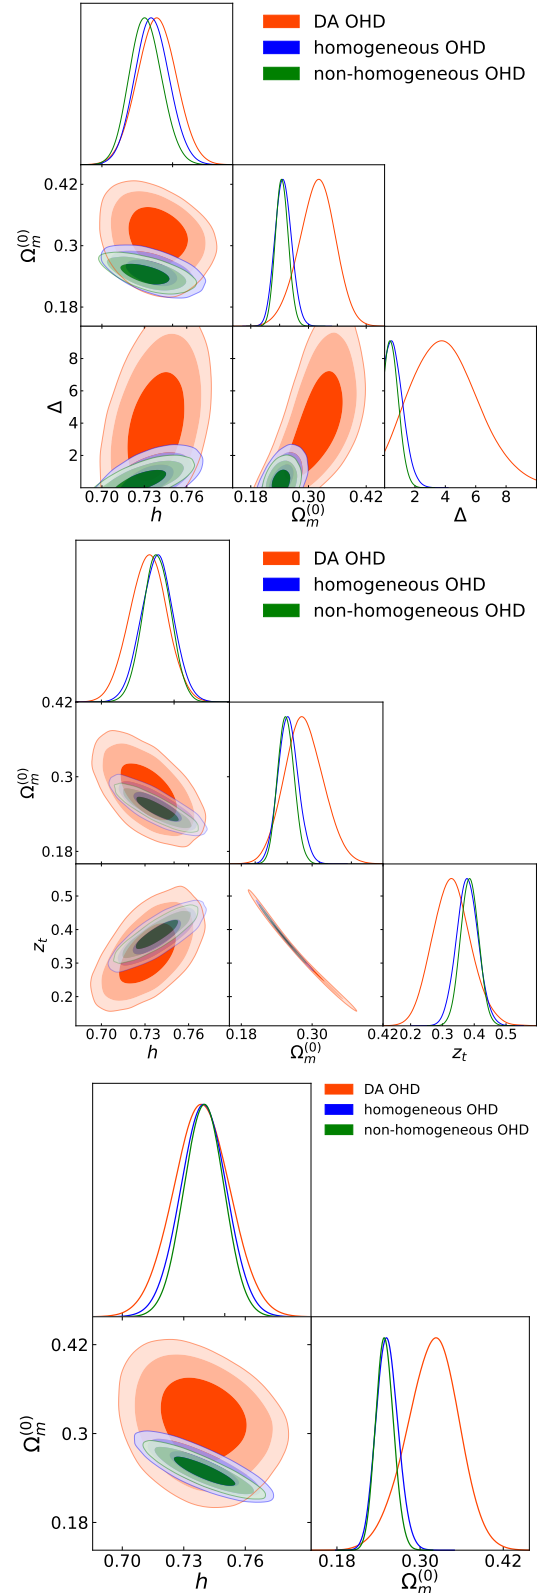 DA OHD
homogeneous OHD
non-homogeneous OHD
0.42
0.3
0.18
Ω_m^{(0)}
8
6
4
2
Δ
0.70 0.73 0.76 0.18 0.30 0.42 2 4 6 8
h Ω_m^{(0)} Δ
DA OHD
homogeneous OHD
non-homogeneous OHD
0.42
0.3
0.18
Ω_m^{(0)}
0.5
0.4
0.3
0.2
z_t
0.70 0.73 0.76 0.18 0.30 0.42 0.2 0.3 0.4 0.5
h Ω_m^{(0)} z_t
DA OHD
homogeneous OHD
non-homogeneous OHD
0.42
0.3
0.18
Ω_m^{(0)}
0.70 0.73 0.76 0.18 0.30 0.42
h Ω_m^{(0)}